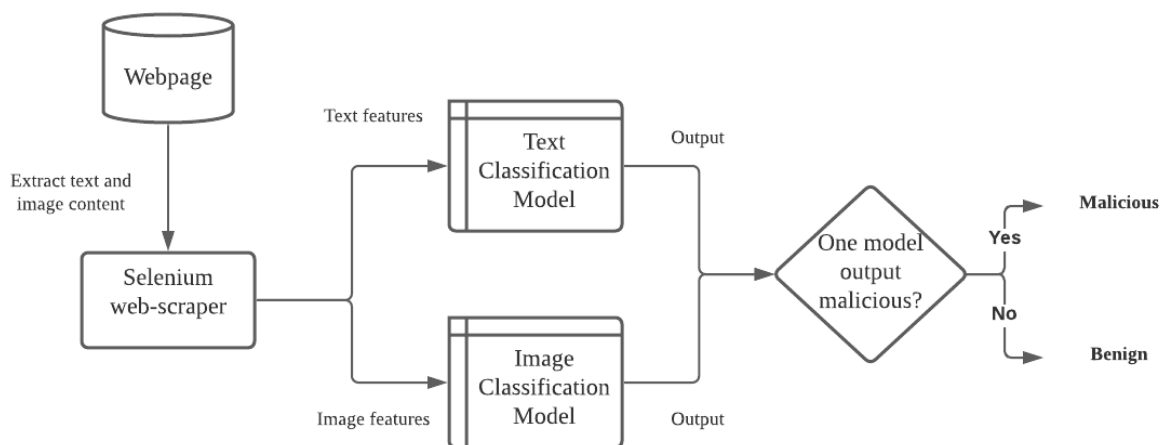 Webpage
Extract text and
image content
Selenium
web-scraper
Text features
Text
Classification
Model
Output
Image features
Image
Classification
Model
Output
One model
output
malicious?
Yes
Malicious
No
Benign